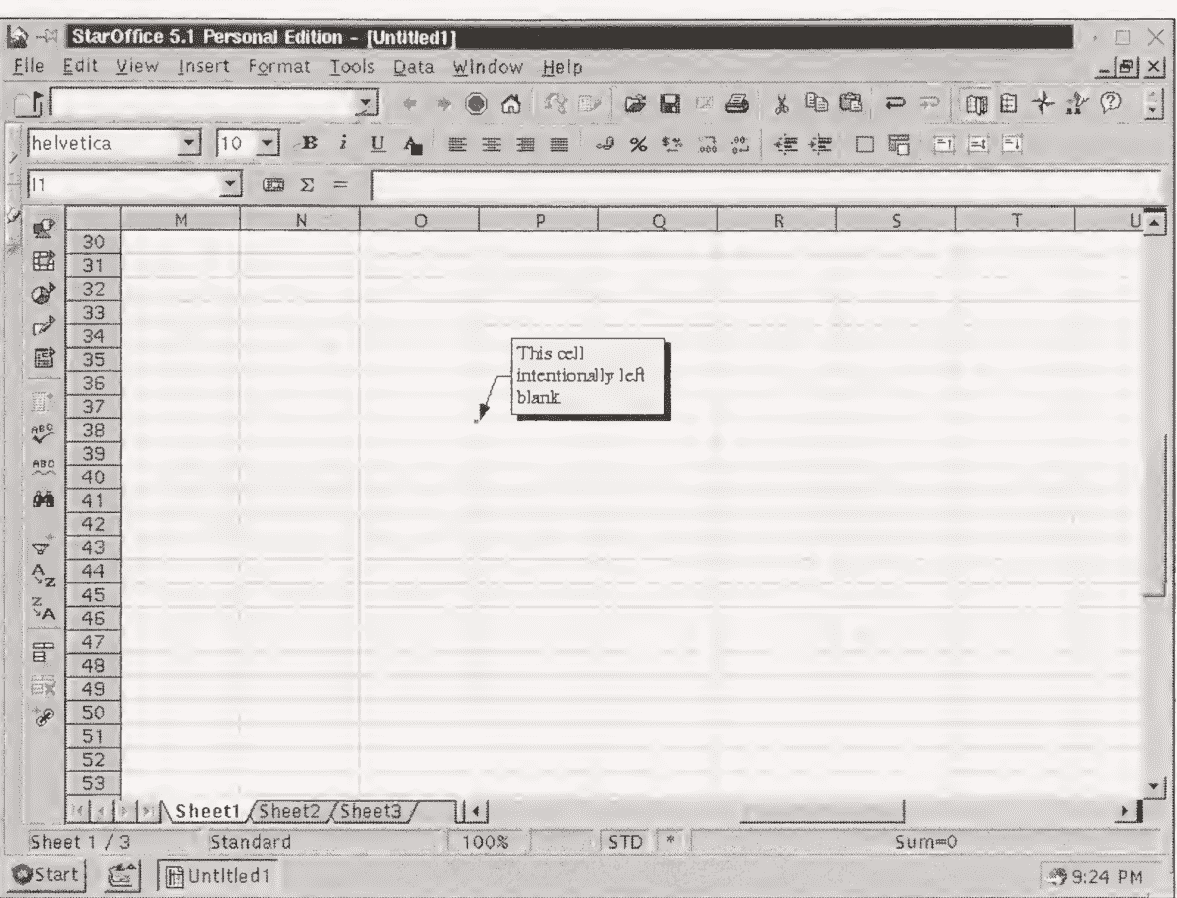 StarOffice 5.1 Personal Edition - [Untitled1]
File Edit View Insert Format Tools Data Window Help
helvetica 10 B i U A
I1 Σ =
M N O P Q R S T U
30
31
32
33
34
This cell
35
intentionally left
36
blank
37
38
39
40
41
42
43
44
45
46
47
48
49
50
51
52
53
ABC
ABC
A
Z
Z
A
Sheet1 Sheet2 Sheet3
Sheet 1 / 3 Standard 100% STD * Sum=0
Start Untitled1 9:24 PM